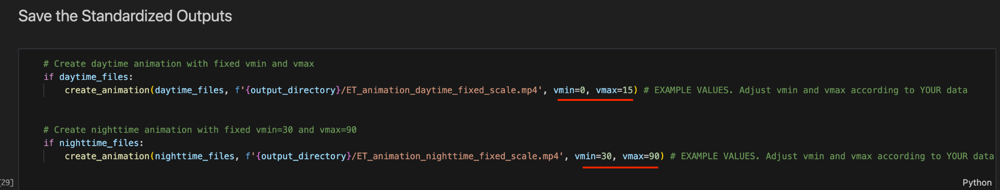 Save the Standardized Outputs
# Create daytime animation with fixed vmin and vmax
if daytime_files:
    create_animation(daytime_files, f'{output_directory}/ET_animation_daytime_fixed_scale.mp4', vmin=0, vmax=15) # EXAMPLE VALUES. Adjust vmin and vmax according to YOUR data
# Create nighttime animation with fixed vmin=30 and vmax=90
if nighttime_files:
    create_animation(nighttime_files, f'{output_directory}/ET_animation_nighttime_fixed_scale.mp4', vmin=30, vmax=90) # EXAMPLE VALUES. Adjust vmin and vmax according to YOUR data
[29]
Python